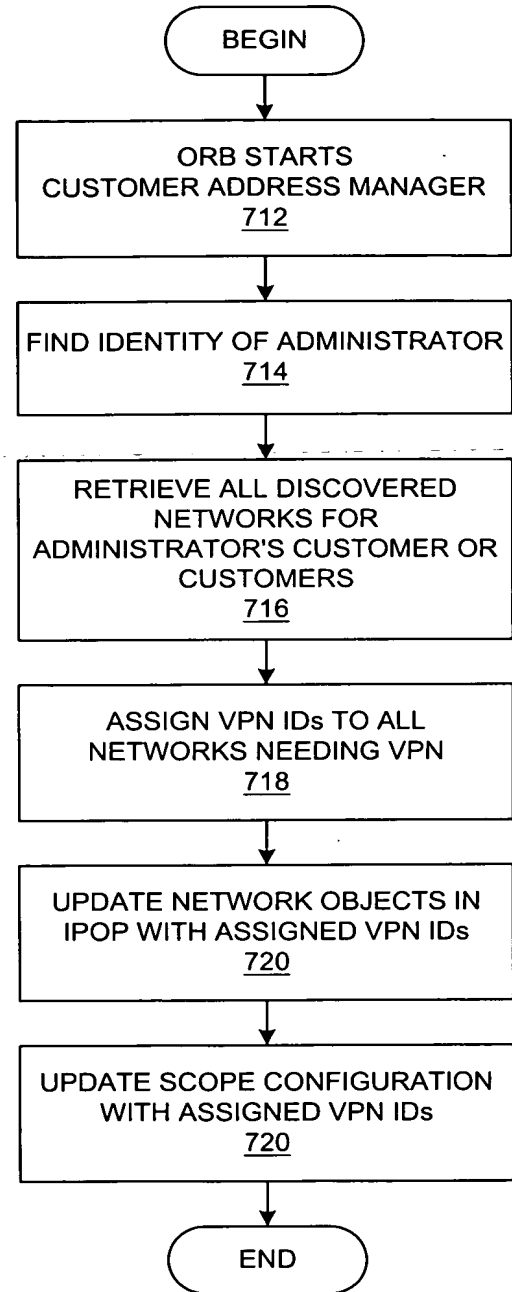 BEGIN
ORB STARTS
CUSTOMER ADDRESS MANAGER
712
FIND IDENTITY OF ADMINISTRATOR
714
RETRIEVE ALL DISCOVERED
NETWORKS FOR
ADMINISTRATOR'S CUSTOMER OR
CUSTOMERS
716
ASSIGN VPN IDs TO ALL
NETWORKS NEEDING VPN
718
UPDATE NETWORK OBJECTS IN
IPOP WITH ASSIGNED VPN IDs
720
UPDATE SCOPE CONFIGURATION
WITH ASSIGNED VPN IDs
720
END